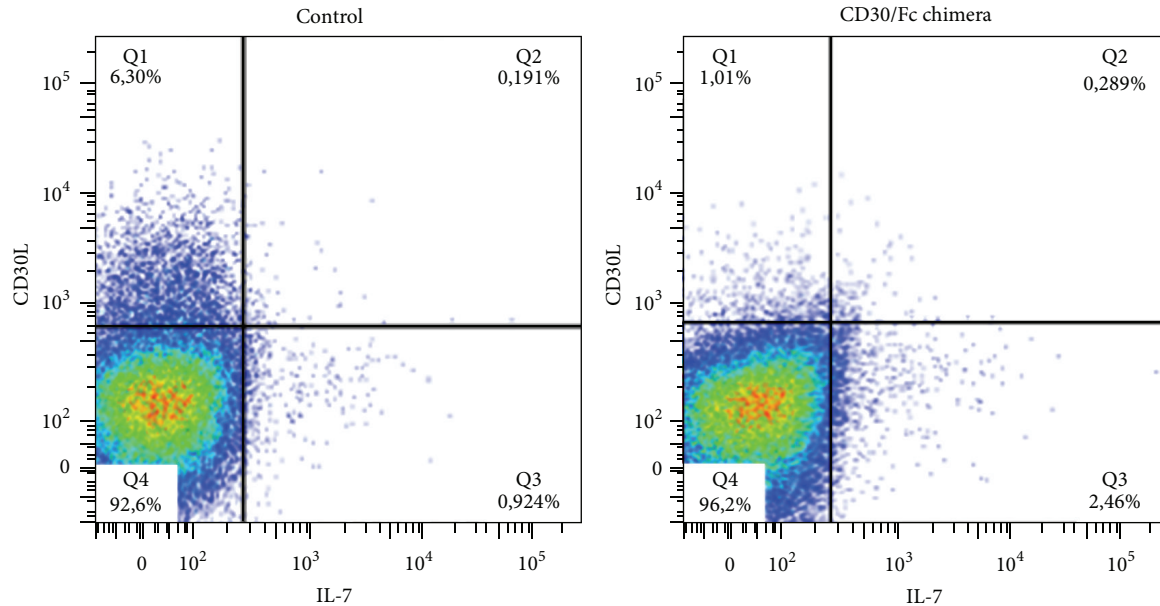 Control
Q1
6,30%
Q2
0,191%
10^5
10^4
10^3
10^2
0
CD30L
Q4
92,6%
Q3
0,924%
0 10^2 10^3 10^4 10^5
IL-7
CD30/Fc chimera
Q1
1,01%
Q2
0,289%
10^5
10^4
10^3
10^2
0
CD30L
Q4
96,2%
Q3
2,46%
0 10^2 10^3 10^4 10^5
IL-7